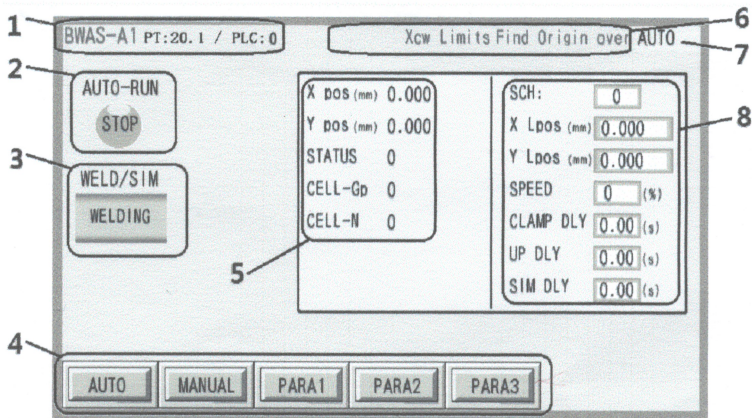 1
BWAS-A1 PT:20.1 / PLC:0
Xcw Limits Find Origin over AUTO
6
7
2
AUTO-RUN
STOP
3
WELD/SIM
WELDING
X pos (mm) 0.000
Y pos (mm) 0.000
STATUS 0
CELL-Gp 0
CELL-N 0
5
SCH: 0
X Lpos (mm) 0.000
Y Lpos (mm) 0.000
SPEED 0 (%)
CLAMP DLY 0.00 (s)
UP DLY 0.00 (s)
SIM DLY 0.00 (s)
8
4
AUTO MANUAL PARA1 PARA2 PARA3